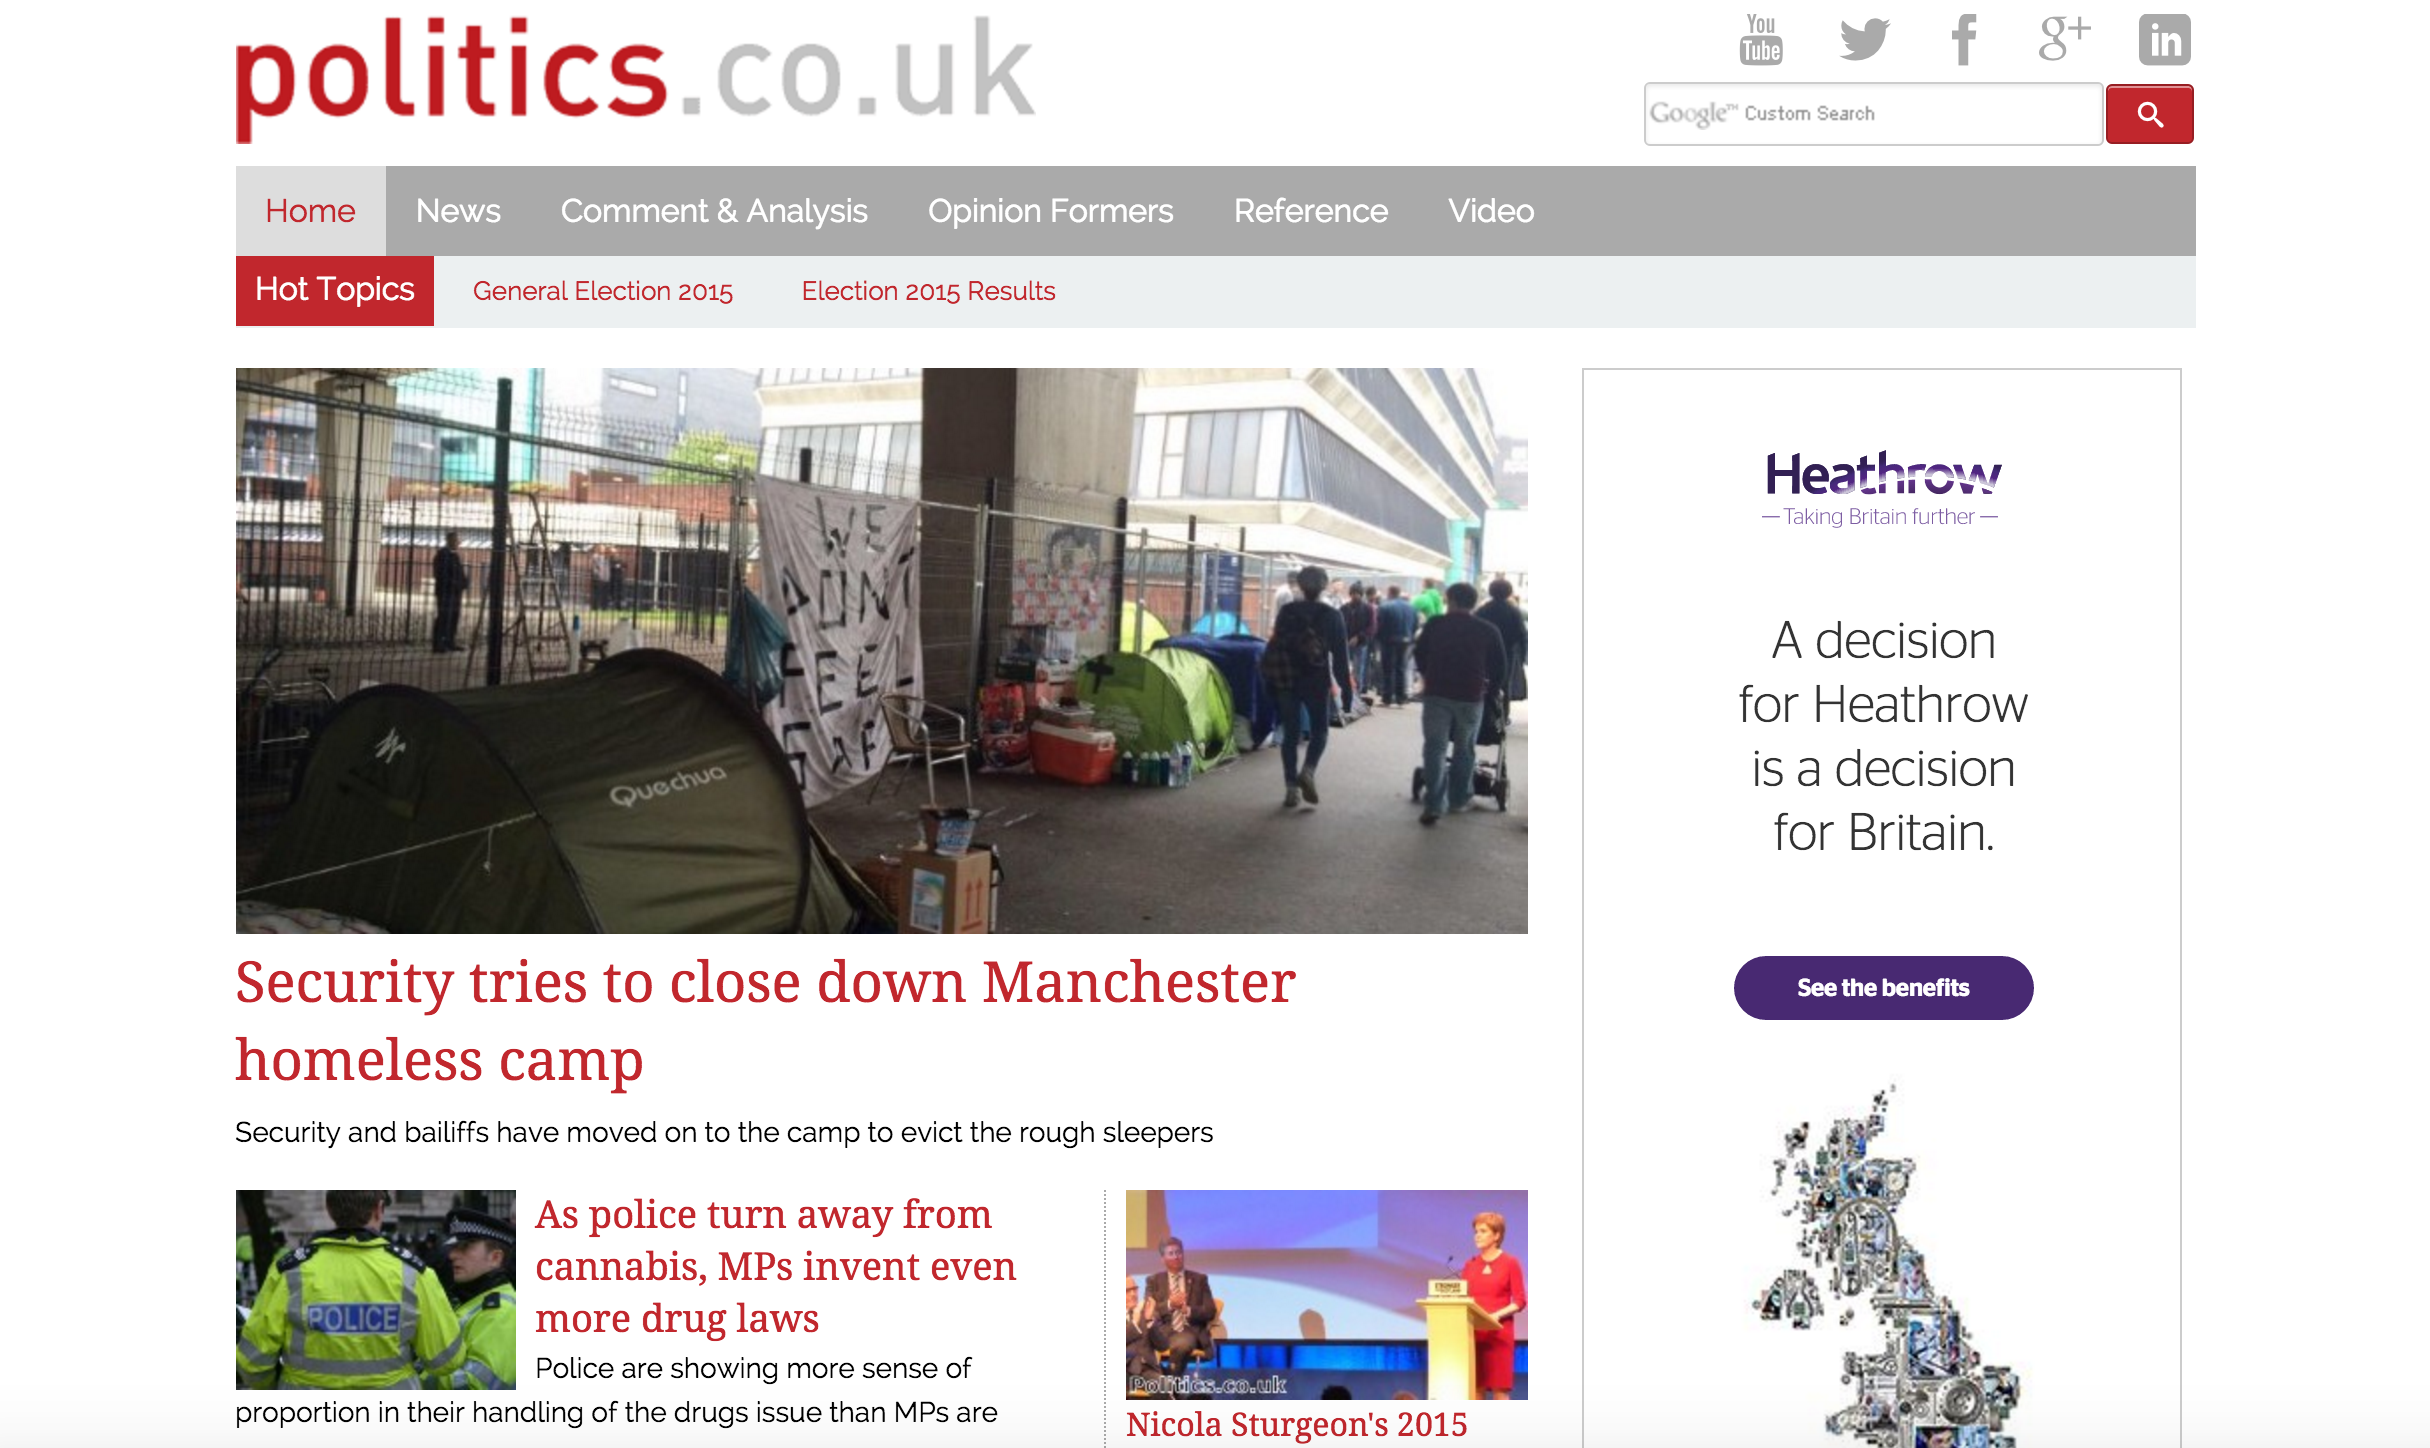 politics.co.uk
You
Tube
g+
in
Google™ Custom Search
Home News Comment & Analysis Opinion Formers Reference Video
Hot Topics General Election 2015 Election 2015 Results
WE
DONT
FEEL
SAFE
Quechua
Security tries to close down Manchester
homeless camp
Security and bailiffs have moved on to the camp to evict the rough sleepers
POLICE
As police turn away from
cannabis, MPs invent even
more drug laws
Police are showing more sense of
proportion in their handling of the drugs issue than MPs are
Politics.co.uk
Nicola Sturgeon's 2015
Heathrow
— Taking Britain further —
A decision
for Heathrow
is a decision
for Britain.
See the benefits